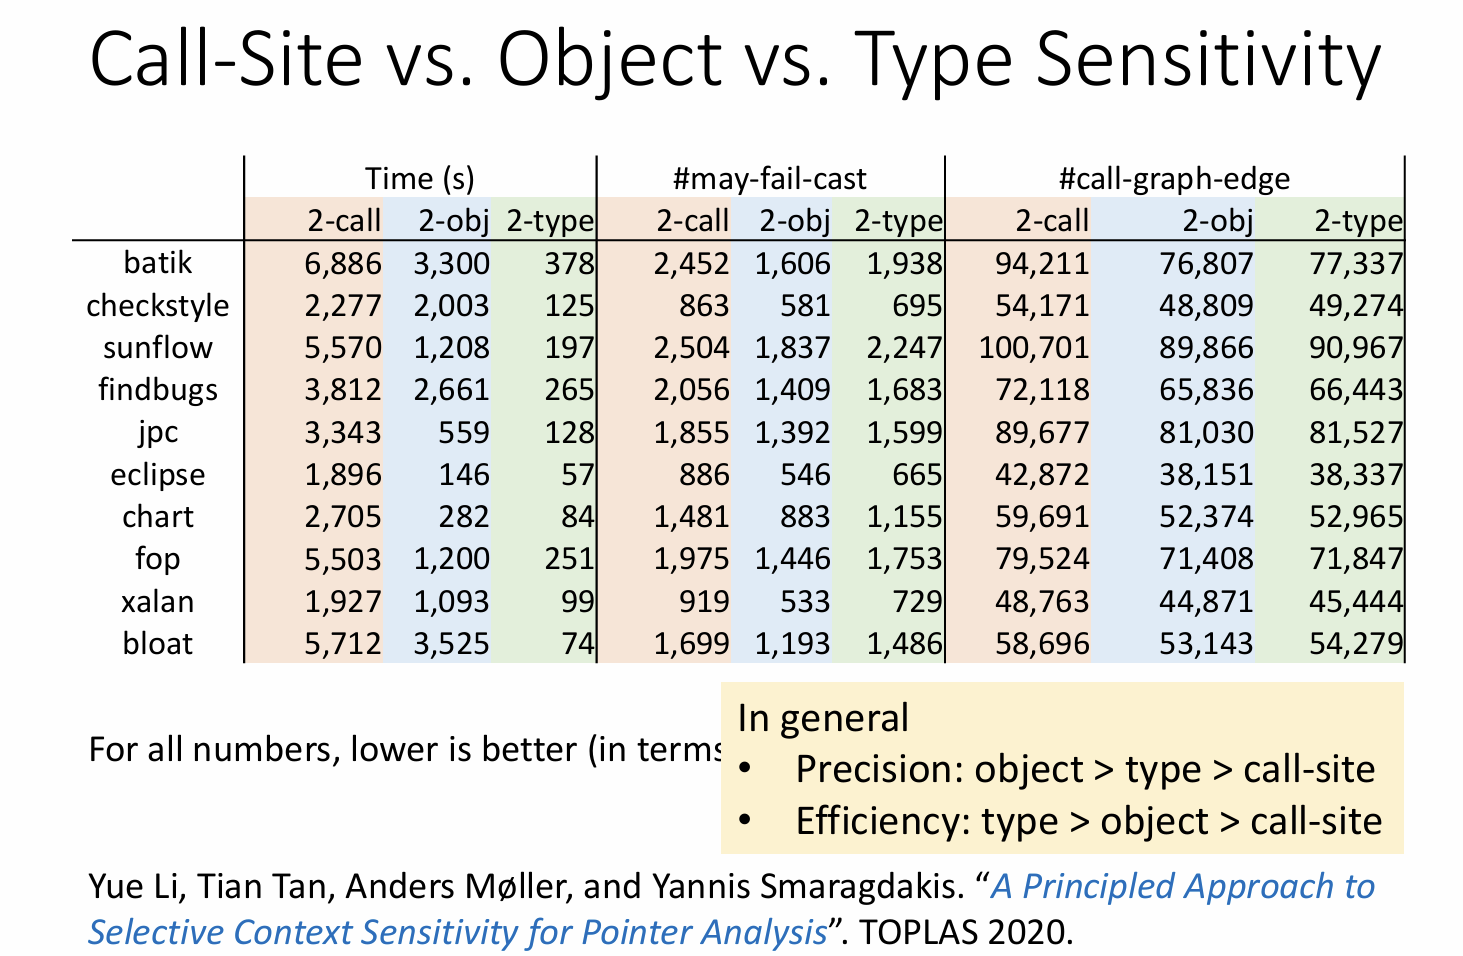 Call-Site vs. Object vs. Type Sensitivity
Time (s) #may-fail-cast #call-graph-edge
2-call 2-obj 2-type 2-call 2-obj 2-type 2-call 2-obj 2-type
batik 6,886 3,300 378 2,452 1,606 1,938 94,211 76,807 77,337
checkstyle 2,277 2,003 125 863 581 695 54,171 48,809 49,274
sunflow 5,570 1,208 197 2,504 1,837 2,247 100,701 89,866 90,967
findbugs 3,812 2,661 265 2,056 1,409 1,683 72,118 65,836 66,443
jpc 3,343 559 128 1,855 1,392 1,599 89,677 81,030 81,527
eclipse 1,896 146 57 886 546 665 42,872 38,151 38,337
chart 2,705 282 84 1,481 883 1,155 59,691 52,374 52,965
fop 5,503 1,200 251 1,975 1,446 1,753 79,524 71,408 71,847
xalan 1,927 1,093 99 919 533 729 48,763 44,871 45,444
bloat 5,712 3,525 74 1,699 1,193 1,486 58,696 53,143 54,279
For all numbers, lower is better (in terms
In general
• Precision: object > type > call-site
• Efficiency: type > object > call-site
Yue Li, Tian Tan, Anders Møller, and Yannis Smaragdakis. “A Principled Approach to
Selective Context Sensitivity for Pointer Analysis”. TOPLAS 2020.